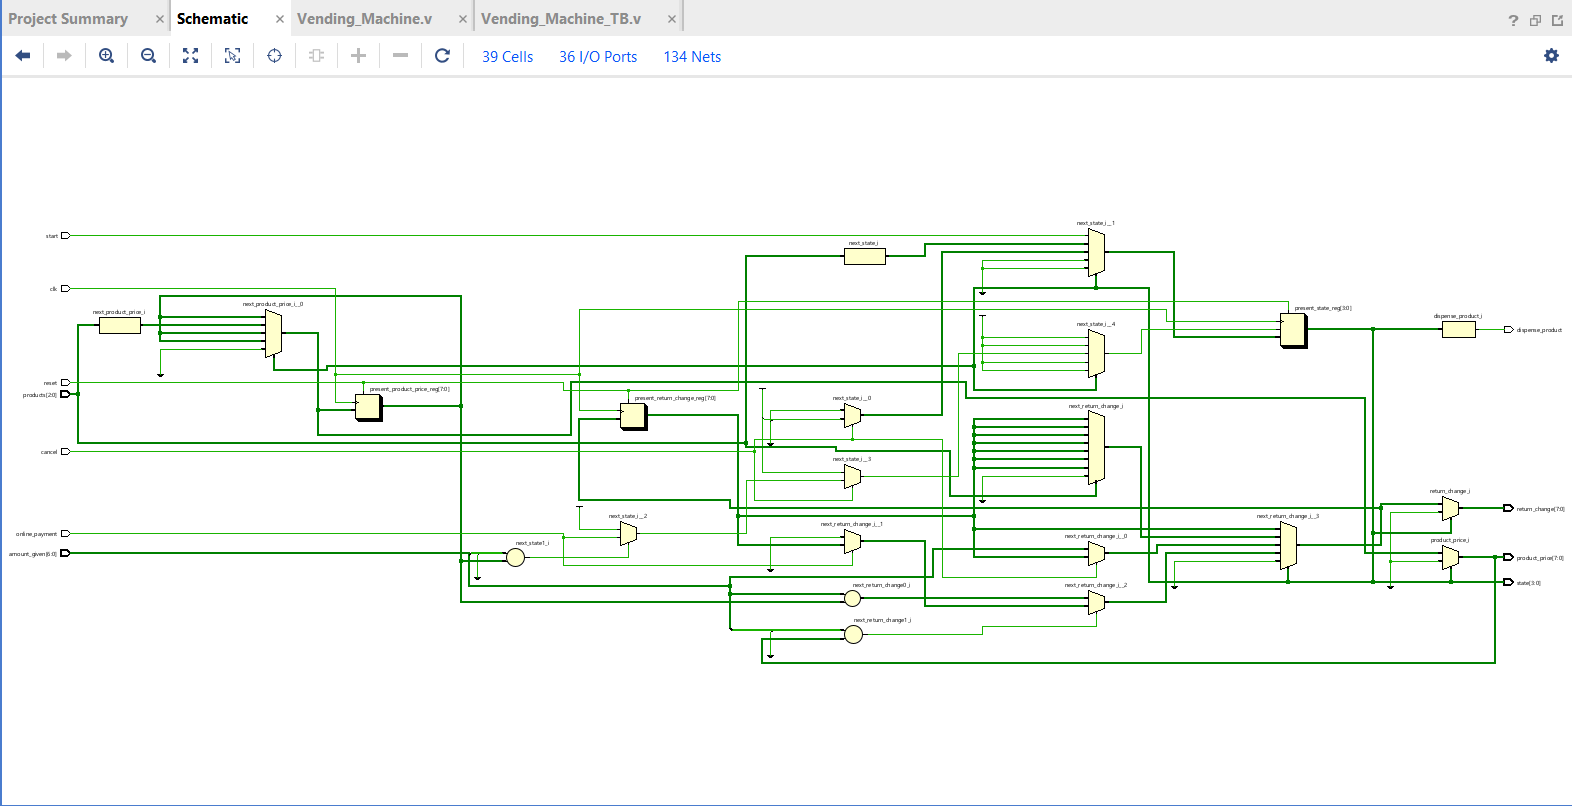 Project Summary × Schematic × Vending_Machine.v × Vending_Machine_TB.v ×
?
39 Cells 36 I/O Ports 134 Nets
next_state_i__1
start
next_state_i
clk
next_product_price_i__0
present_state_reg[3:0]
next_product_price_i
dispense_product_i
next_state_i__4
dispense_product
reset
present_product_price_reg[7:0]
products[2:0]
present_return_change_reg[7:0]
next_state_i__0
next_return_change_i
cancel
next_state_i__3
return_change_i
return_change[7:0]
next_state_i__2
next_return_change_i__3
next_return_change_i__1
online_payment
next_return_change_i__0
product_price_i
next_state1_i
amount_given[6:0]
product_price[7:0]
state[3:0]
next_return_change0_i
next_return_change_i__2
next_return_change1_i